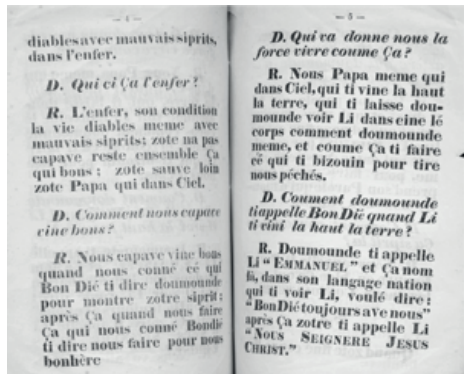 — 4 —
diables avec mauvais siprits,
dans l'enfer.
D. Qui ci Ça l'enfer?
R. L'enfer, son condition
la vie diables meme avec
mauvais siprits; zote na pas
capave reste ensemble Ça
qui bons: zote sauve loin
zote Papa qui dans Ciel.
D. Comment nous capave
vine bons?
R. Nous capave vine bons
quand nous conné ce qui
Bon Dié ti dire doumounde
pour montre zotre siprit:
après Ça quand nous faire
Ça qui nous conné Bondié
ti dire nous faire pour nous
bonhère
— 5 —
D. Qui va donne nous la
force vivre coume Ça?
R. Nous Papa meme qui
dans Ciel, qui ti vine la haut
la terre, qui ti laisse dou-
mounde voir Li dans eine lé
corps comment doumounde
meme, et coume Ça ti faire
cé qui ti bizouin pour tire
nous péchés.
D. Coument doumounde
ti appelle Bon Dié quand Li
ti vini la haut la terre?
R. Doumounde ti appelle
Li "EMMANUEL" et Ça nom
là, dans son langage nation
qui ti voir Li, voulé dire:
"Bon Dié toujours ave nous"
après Ça zotre ti appelle Li
"NOUS SEIGNERE JESUS
CHRIST."